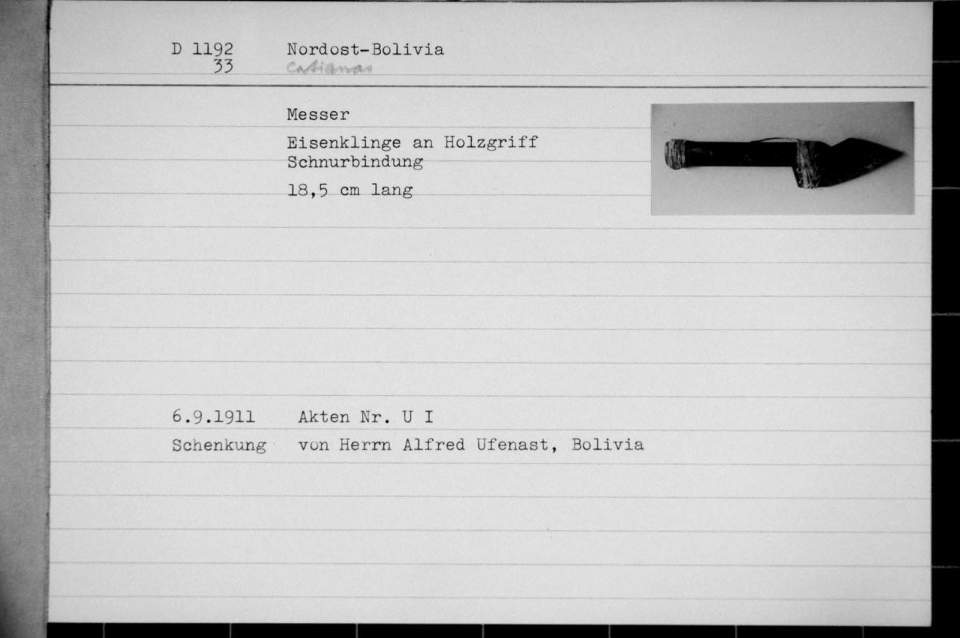 D 1192 Nordost-Bolivia
33
Messer
Eisenklinge an Holzgriff
Schnurbindung
18,5 cm lang
6.9.1911 Akten Nr. U I
Schenkung von Herrn Alfred Ufenast, Bolivia